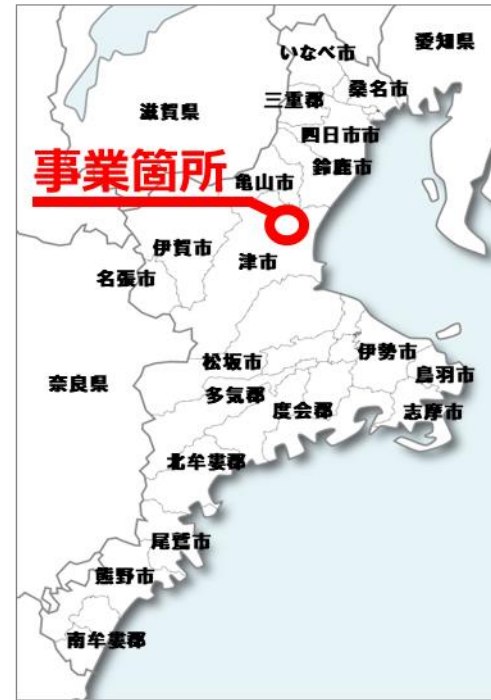 いなべ市
愛知県
桑名市
三重郡
滋賀県
四日市市
鈴鹿市
事業箇所
亀山市
伊賀市
津市
名張市
松坂市
伊勢市
奈良県
鳥羽市
多気郡
度会郡
志摩市
北牟婁郡
尾鷲市
熊野市
南牟婁郡